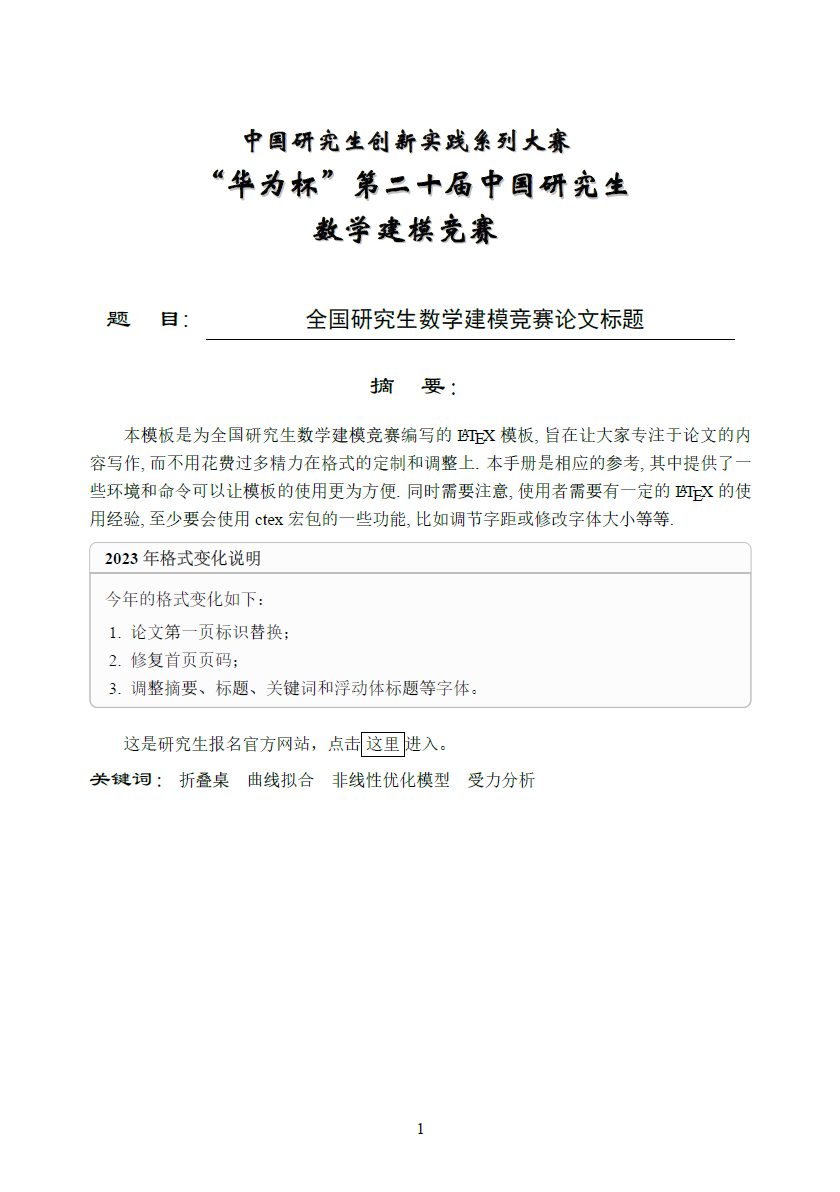 中国研究生创新实践系列大赛
“华为杯”第二十届中国研究生
数学建模竞赛
题 目： 全国研究生数学建模竞赛论文标题
摘 要：
本模板是为全国研究生数学建模竞赛编写的 LATEX 模板, 旨在让大家专注于论文的内
容写作, 而不用花费过多精力在格式的定制和调整上. 本手册是相应的参考, 其中提供了一
些环境和命令可以让模板的使用更为方便. 同时需要注意, 使用者需要有一定的 LATEX 的使
用经验, 至少要会使用 ctex 宏包的一些功能, 比如调节字距或修改字体大小等等.
2023 年格式变化说明
今年的格式变化如下：
1. 论文第一页标识替换；
2. 修复首页页码；
3. 调整摘要、标题、关键词和浮动体标题等字体。
这是研究生报名官方网站，点击 这里 进入。
关键词： 折叠桌 曲线拟合 非线性优化模型 受力分析
1